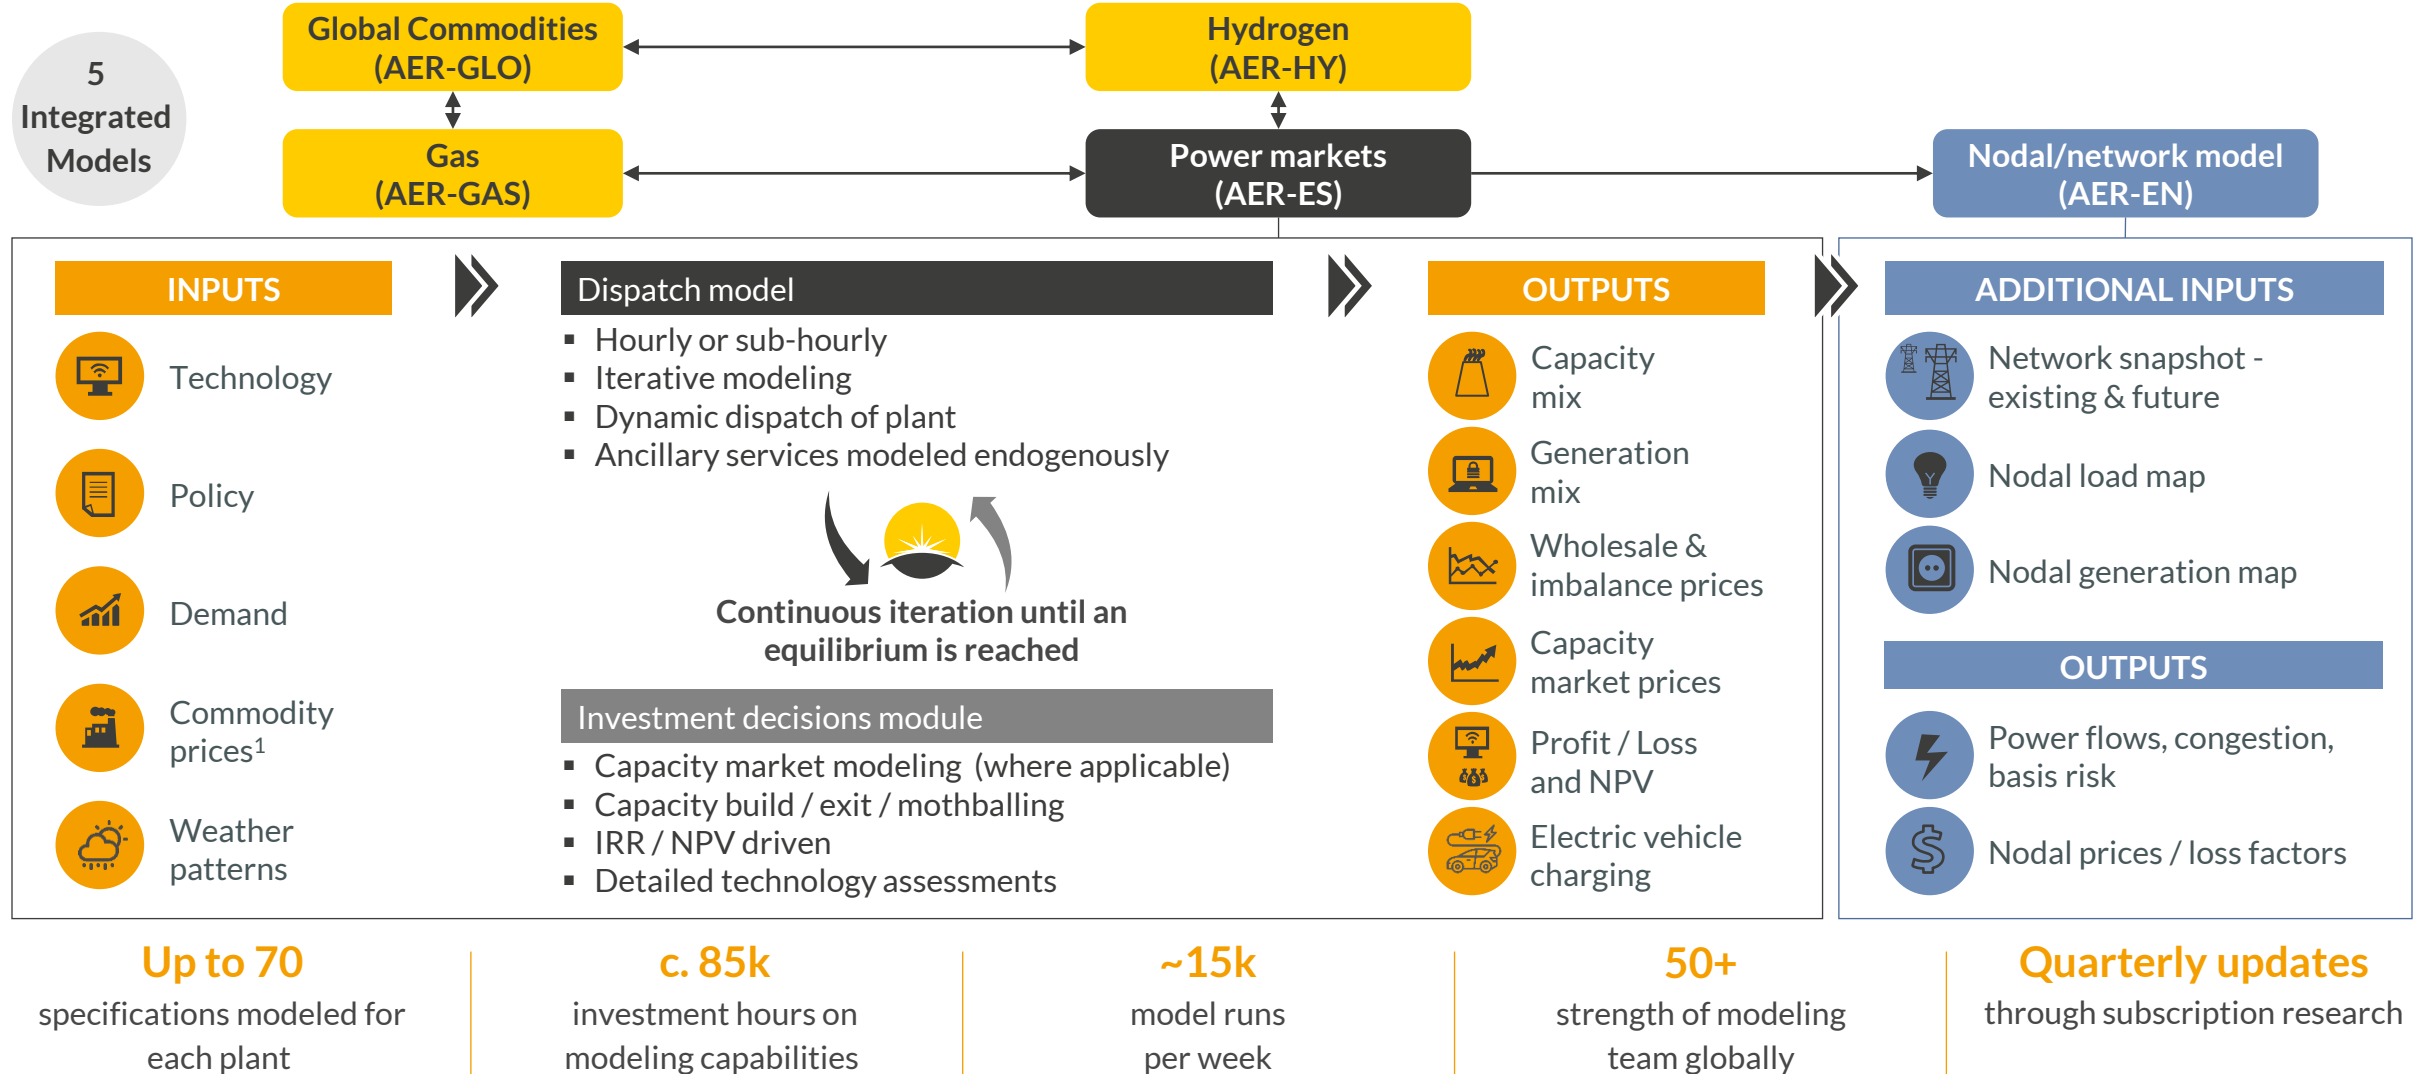 5
Integrated
Models
Global Commodities
(AER-GLO)
Hydrogen
(AER-HY)
Gas
(AER-GAS)
Power markets
(AER-ES)
Nodal/network model
(AER-EN)
INPUTS
Technology
Policy
Demand
Commodity
prices¹
Weather
patterns
Dispatch model
▪ Hourly or sub-hourly
▪ Iterative modeling
▪ Dynamic dispatch of plant
▪ Ancillary services modeled endogenously
Continuous iteration until an
equilibrium is reached
Investment decisions module
▪ Capacity market modeling (where applicable)
▪ Capacity build / exit / mothballing
▪ IRR / NPV driven
▪ Detailed technology assessments
OUTPUTS
Capacity
mix
Generation
mix
Wholesale &
imbalance prices
Capacity
market prices
Profit / Loss
and NPV
Electric vehicle
charging
ADDITIONAL INPUTS
Network snapshot -
existing & future
Nodal load map
Nodal generation map
OUTPUTS
Power flows, congestion,
basis risk
Nodal prices / loss factors
Up to 70
specifications modeled for
each plant
c. 85k
investment hours on
modeling capabilities
~15k
model runs
per week
50+
strength of modeling
team globally
Quarterly updates
through subscription research